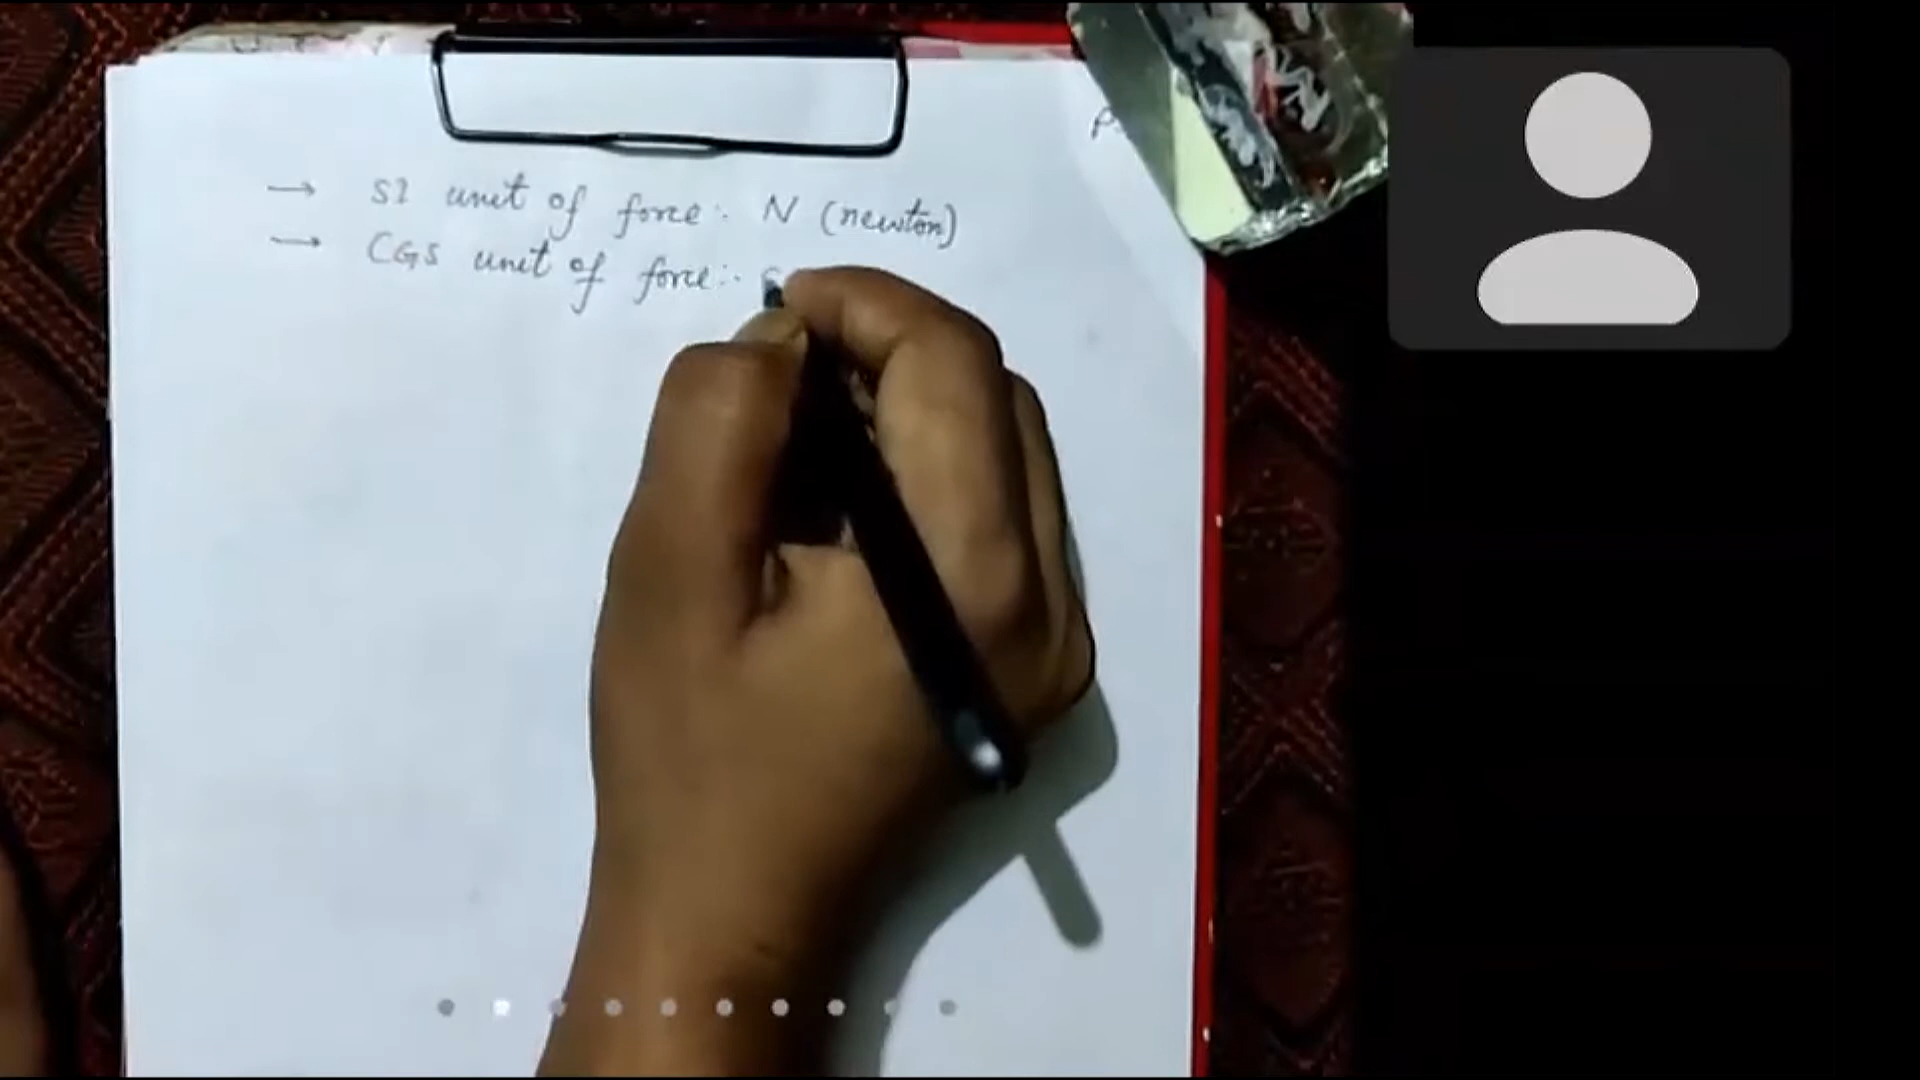 P.
→ SI unit of force:- N (newton)
→ CGS unit of force:-